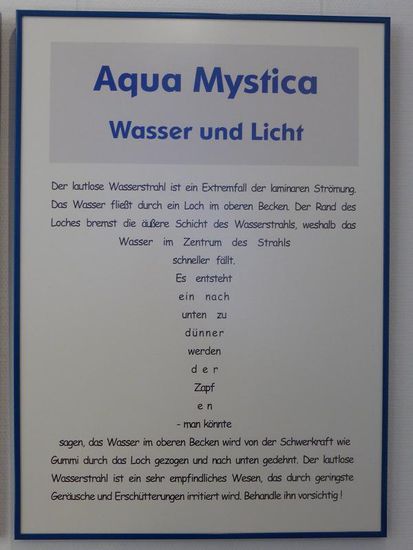 Aqua Mystica
Wasser und Licht
Der lautlose Wasserstrahl ist ein Extremfall der laminaren Strömung.
Das Wasser fließt durch ein Loch im oberen Becken. Der Rand des
Loches bremst die äußere Schicht des Wasserstrahls, weshalb das
Wasser im Zentrum des Strahls
schneller fällt.
Es entsteht
ein nach
unten zu
dünner
werden
d e r
Zapf
e n
- man könnte
sagen, das Wasser im oberen Becken wird von der Schwerkraft wie
Gummi durch das Loch gezogen und nach unten gedehnt. Der lautlose
Wasserstrahl ist ein sehr empfindliches Wesen, das durch geringste
Geräusche und Erschütterungen irritiert wird. Behandle ihn vorsichtig !